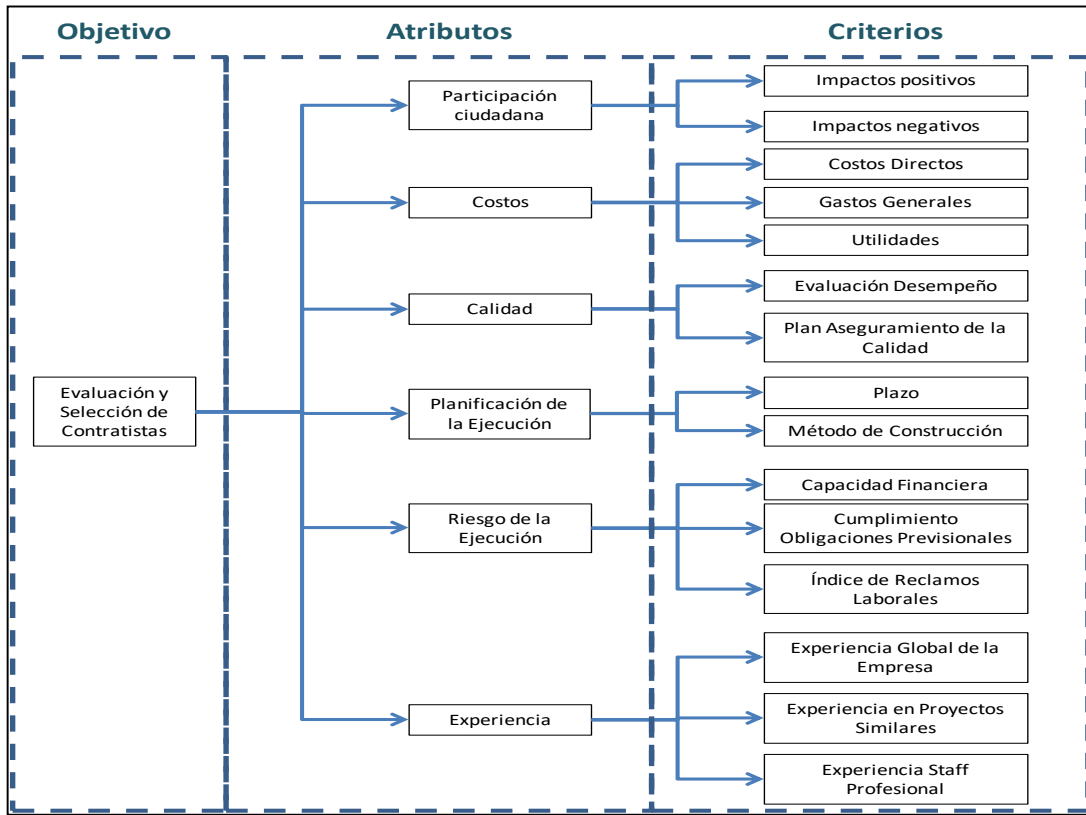 Objetivo
Atributos
Criterios
Evaluación y
Selección de
Contratistas
Participación
ciudadana
Costos
Calidad
Planificación de
la Ejecución
Riesgo de la
Ejecución
Experiencia
Impactos positivos
Impactos negativos
Costos Directos
Gastos Generales
Utilidades
Evaluación Desempeño
Plan Aseguramiento de la
Calidad
Plazo
Método de Construcción
Capacidad Financiera
Cumplimiento
Obligaciones Previsionales
Índice de Reclamos
Laborales
Experiencia Global de la
Empresa
Experiencia en Proyectos
Similares
Experiencia Staff
Profesional